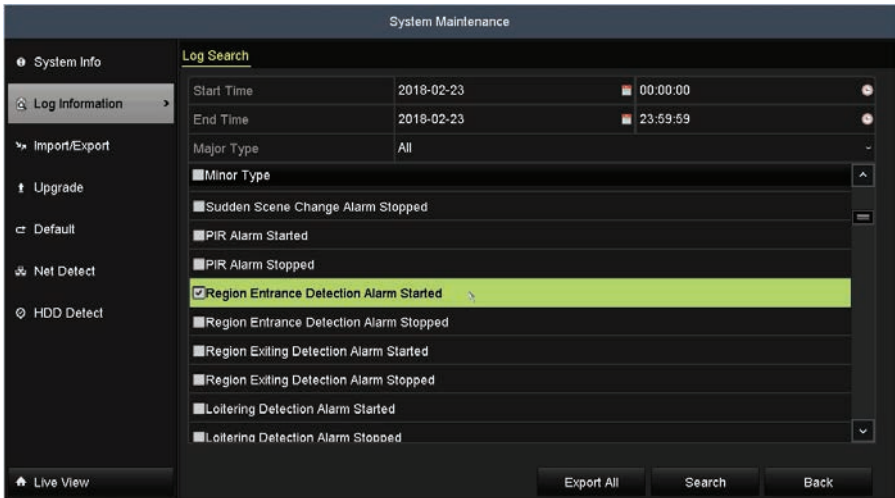 System Maintenance
System Info
Log Information
Import/Export
Upgrade
Default
Net Detect
HDD Detect
Live View
Log Search
Start Time 2018-02-23 00:00:00
End Time 2018-02-23 23:59:59
Major Type All
Minor Type
Sudden Scene Change Alarm Stopped
PIR Alarm Started
PIR Alarm Stopped
Region Entrance Detection Alarm Started
Region Entrance Detection Alarm Stopped
Region Exiting Detection Alarm Started
Region Exiting Detection Alarm Stopped
Loitering Detection Alarm Started
Loitering Detection Alarm Stopped
Export All Search Back